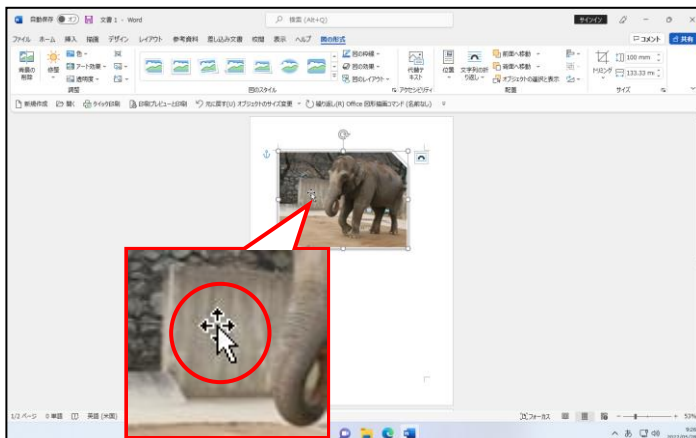 自動保存 オフ 文書 1 - Word 検索 (Alt+Q) サインイン
ファイル ホーム 挿入 描画 デザイン レイアウト 参考資料 差し込み文書 校閲 表示 ヘルプ 図の形式 コメント 共有
背景の削除 修整 色 アート効果 透明度 図の枠線 図の効果 図のレイアウト 代替テキスト 位置 文字列の折り返し 前面へ移動 背面へ移動 オブジェクトの選択と表示 トリミング 100 mm 133.33 mm
調整 図のスタイル アクセシビリティ 配置 サイズ
新規作成 開く クイック印刷 印刷プレビューと印刷 元に戻す(U) オブジェクトのサイズ変更 繰り返し(R) Office 図形描画コマンド (名前なし)
1/2 ページ 0 単語 英語 (米国) フォーカス 53%
あ